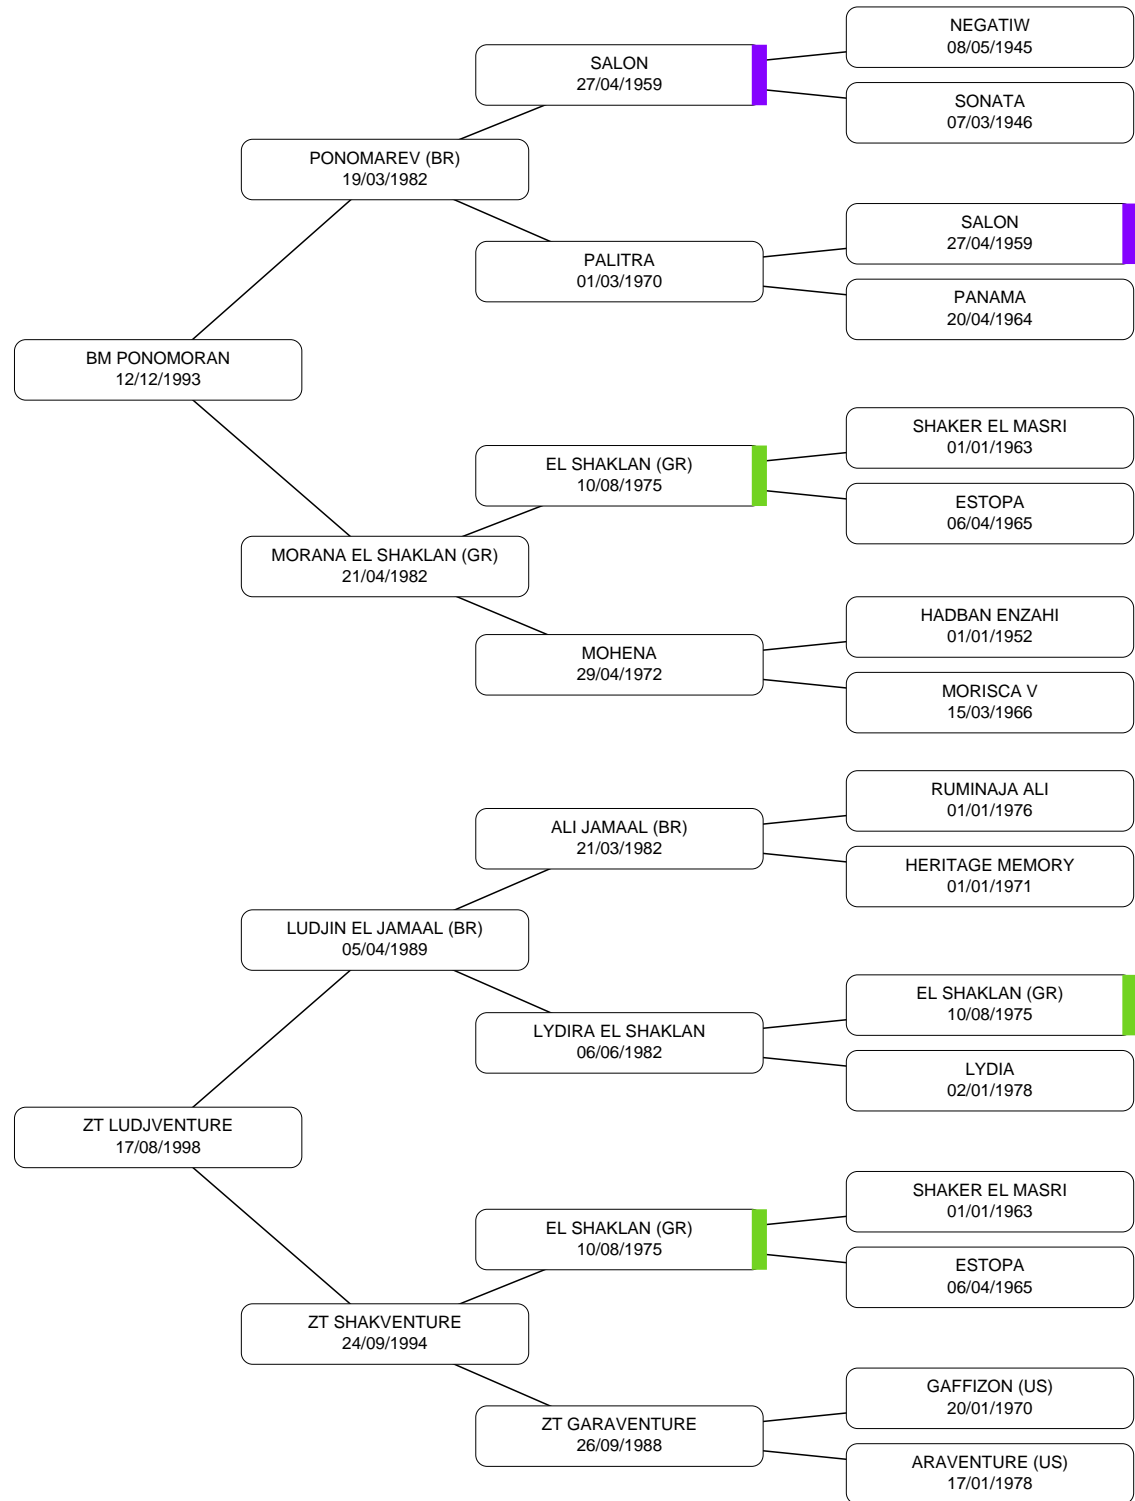 NEGATIW
08/05/1945
SALON
27/04/1959
SONATA
07/03/1946
PONOMAREV (BR)
19/03/1982
SALON
27/04/1959
PALITRA
01/03/1970
PANAMA
20/04/1964
BM PONOMORAN
12/12/1993
SHAKER EL MASRI
01/01/1963
EL SHAKLAN (GR)
10/08/1975
ESTOPA
06/04/1965
MORANA EL SHAKLAN (GR)
21/04/1982
HADBAN ENZAHI
01/01/1952
MOHENA
29/04/1972
MORISCA V
15/03/1966
RUMINAJA ALI
01/01/1976
ALI JAMAAL (BR)
21/03/1982
HERITAGE MEMORY
01/01/1971
LUDJIN EL JAMAAL (BR)
05/04/1989
EL SHAKLAN (GR)
10/08/1975
LYDIRA EL SHAKLAN
06/06/1982
LYDIA
02/01/1978
ZT LUDJVENTURE
17/08/1998
SHAKER EL MASRI
01/01/1963
EL SHAKLAN (GR)
10/08/1975
ESTOPA
06/04/1965
ZT SHAKVENTURE
24/09/1994
GAFFIZON (US)
20/01/1970
ZT GARAVENTURE
26/09/1988
ARAVENTURE (US)
17/01/1978